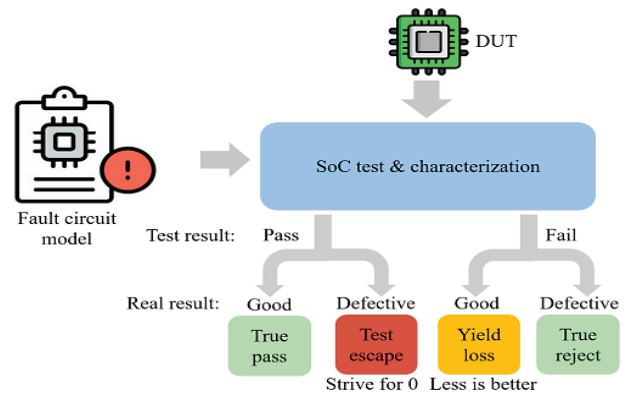 DUT
SoC test & characterization
!
Fault circuit
model
Test result: Pass Fail
Real result: Good Defective Good Defective
True
pass
Test
escape
Yield
loss
True
reject
Strive for 0 Less is better